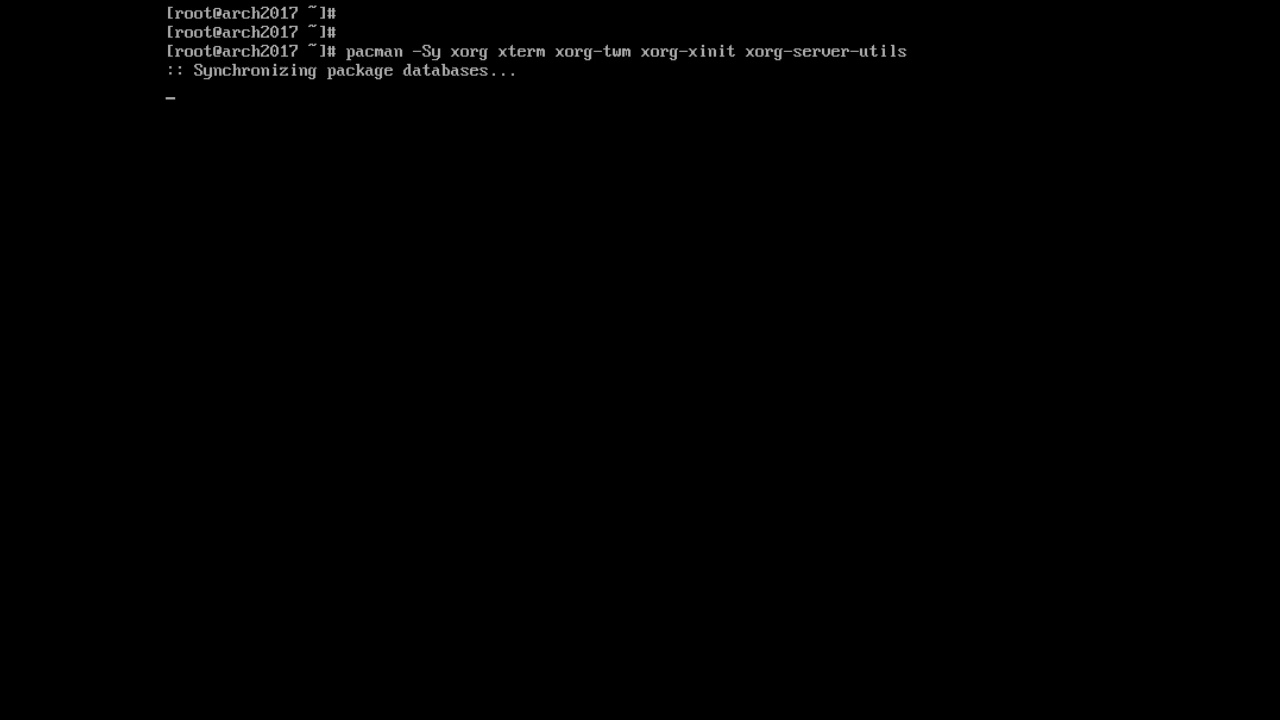 [root@arch2017 ~]#
[root@arch2017 ~]#
[root@arch2017 ~]# pacman -Sy xorg xterm xorg-twm xorg-xinit xorg-server-utils
:: Synchronizing package databases...